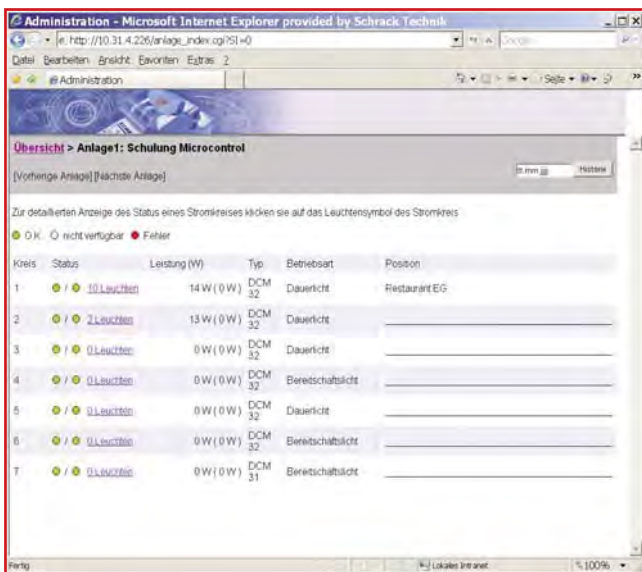 Administration - Microsoft Internet Explorer provided by Schrack Technik
http://10.31.4.226/anlage_index.cgi?SI=0
Google
Datei Bearbeiten Ansicht Favoriten Extras ?
Administration
Seite
Übersicht > Anlage1: Schulung Microcontrol
[Vorherige Anlage] [Nächste Anlage]
Historie
Zur detaillierten Anzeige des Status eines Stromkreises klicken sie auf das Leuchtensymbol des Stromkreis
O.K. nicht verfügbar Fehler
Kreis Status Leistung (W) Typ Betriebsart Position
1 / 10 Leuchten 14 W ( 0 W ) DCM 32 Dauerlicht Restaurant EG
2 / 2 Leuchten 13 W ( 0 W ) DCM 32 Dauerlicht
3 / 0 Leuchten 0 W ( 0 W ) DCM 32 Dauerlicht
4 / 0 Leuchten 0 W ( 0 W ) DCM 32 Bereitschaftslicht
5 / 0 Leuchten 0 W ( 0 W ) DCM 32 Dauerlicht
6 / 0 Leuchten 0 W ( 0 W ) DCM 32 Bereitschaftslicht
7 / 0 Leuchten 0 W ( 0 W ) DCM 31 Bereitschaftslicht
Fertig Lokales Intranet 100%